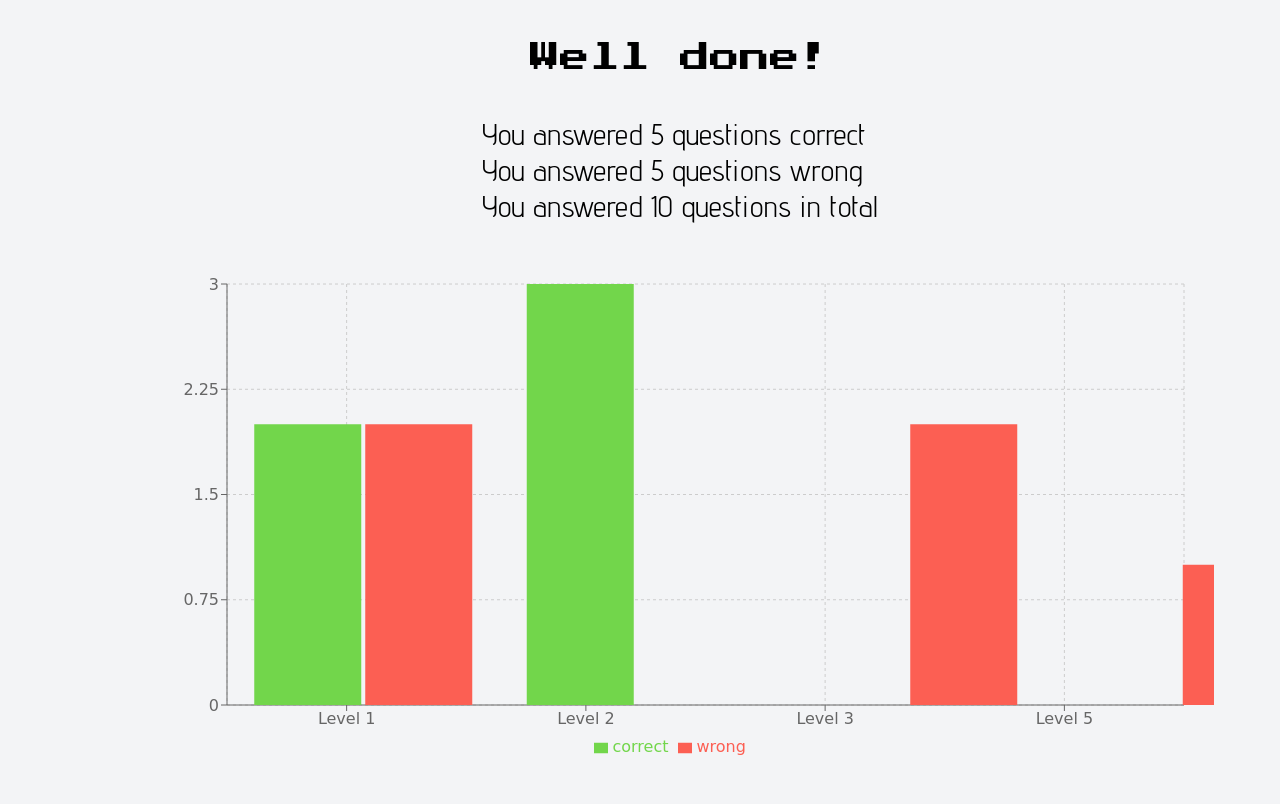 Well done!
You answered 5 questions correct
You answered 5 questions wrong
You answered 10 questions in total
3
2.25
1.5
0.75
0
Level 1 Level 2 Level 3 Level 5
correct wrong